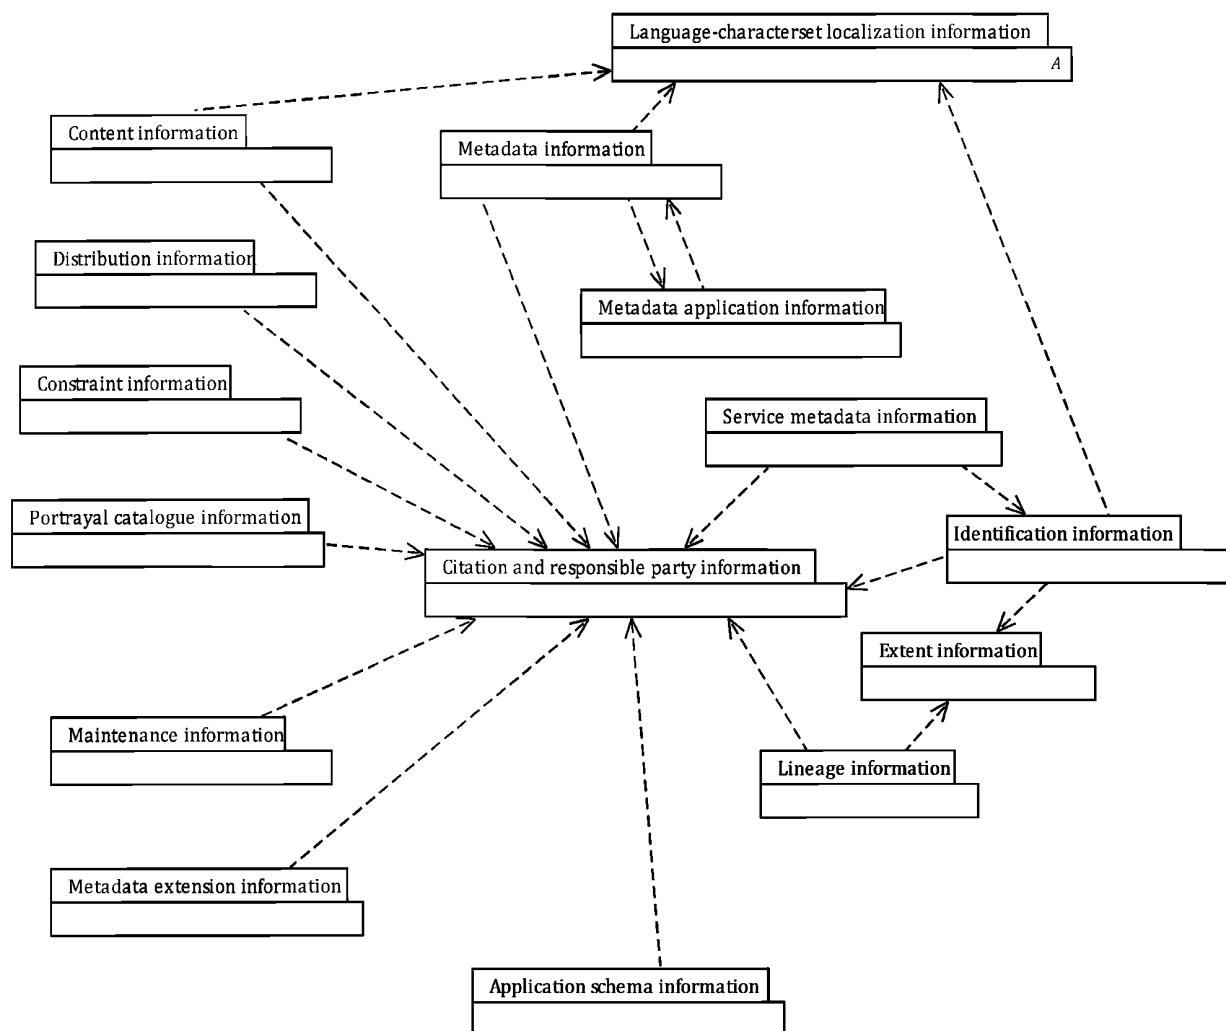 Language-characterset localization information
A
Content information
Metadata information
Distribution information
Metadata application information
Constraint information
Service metadata information
Portrayal catalogue information
Identification information
Citation and responsible party information
Extent information
Maintenance information
Lineage information
Metadata extension information
Application schema information